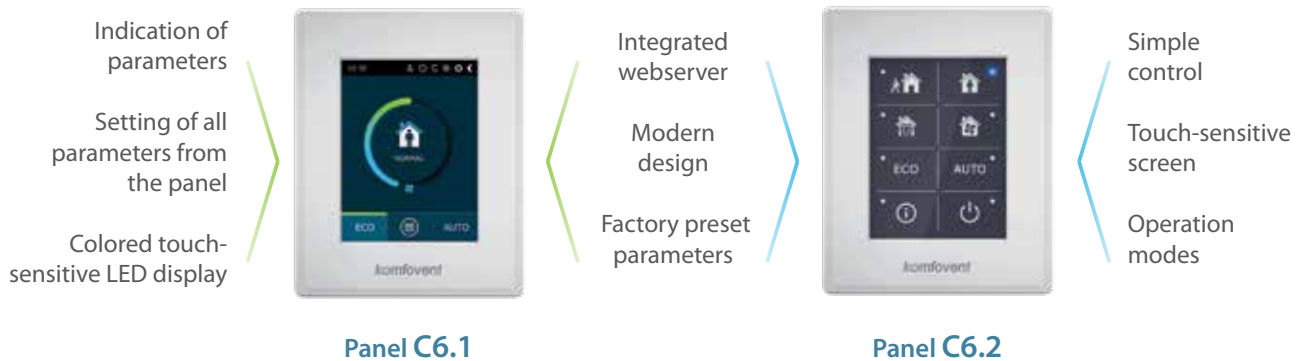 Indication of
parameters
Setting of all
parameters from
the panel
Colored touch-
sensitive LED display
NORMAL
ECO
AUTO
komfovent
Panel C6.1
Integrated
webserver
Modern
design
Factory preset
parameters
ECO
AUTO
komfovent
Panel C6.2
Simple
control
Touch-sensitive
screen
Operation
modes